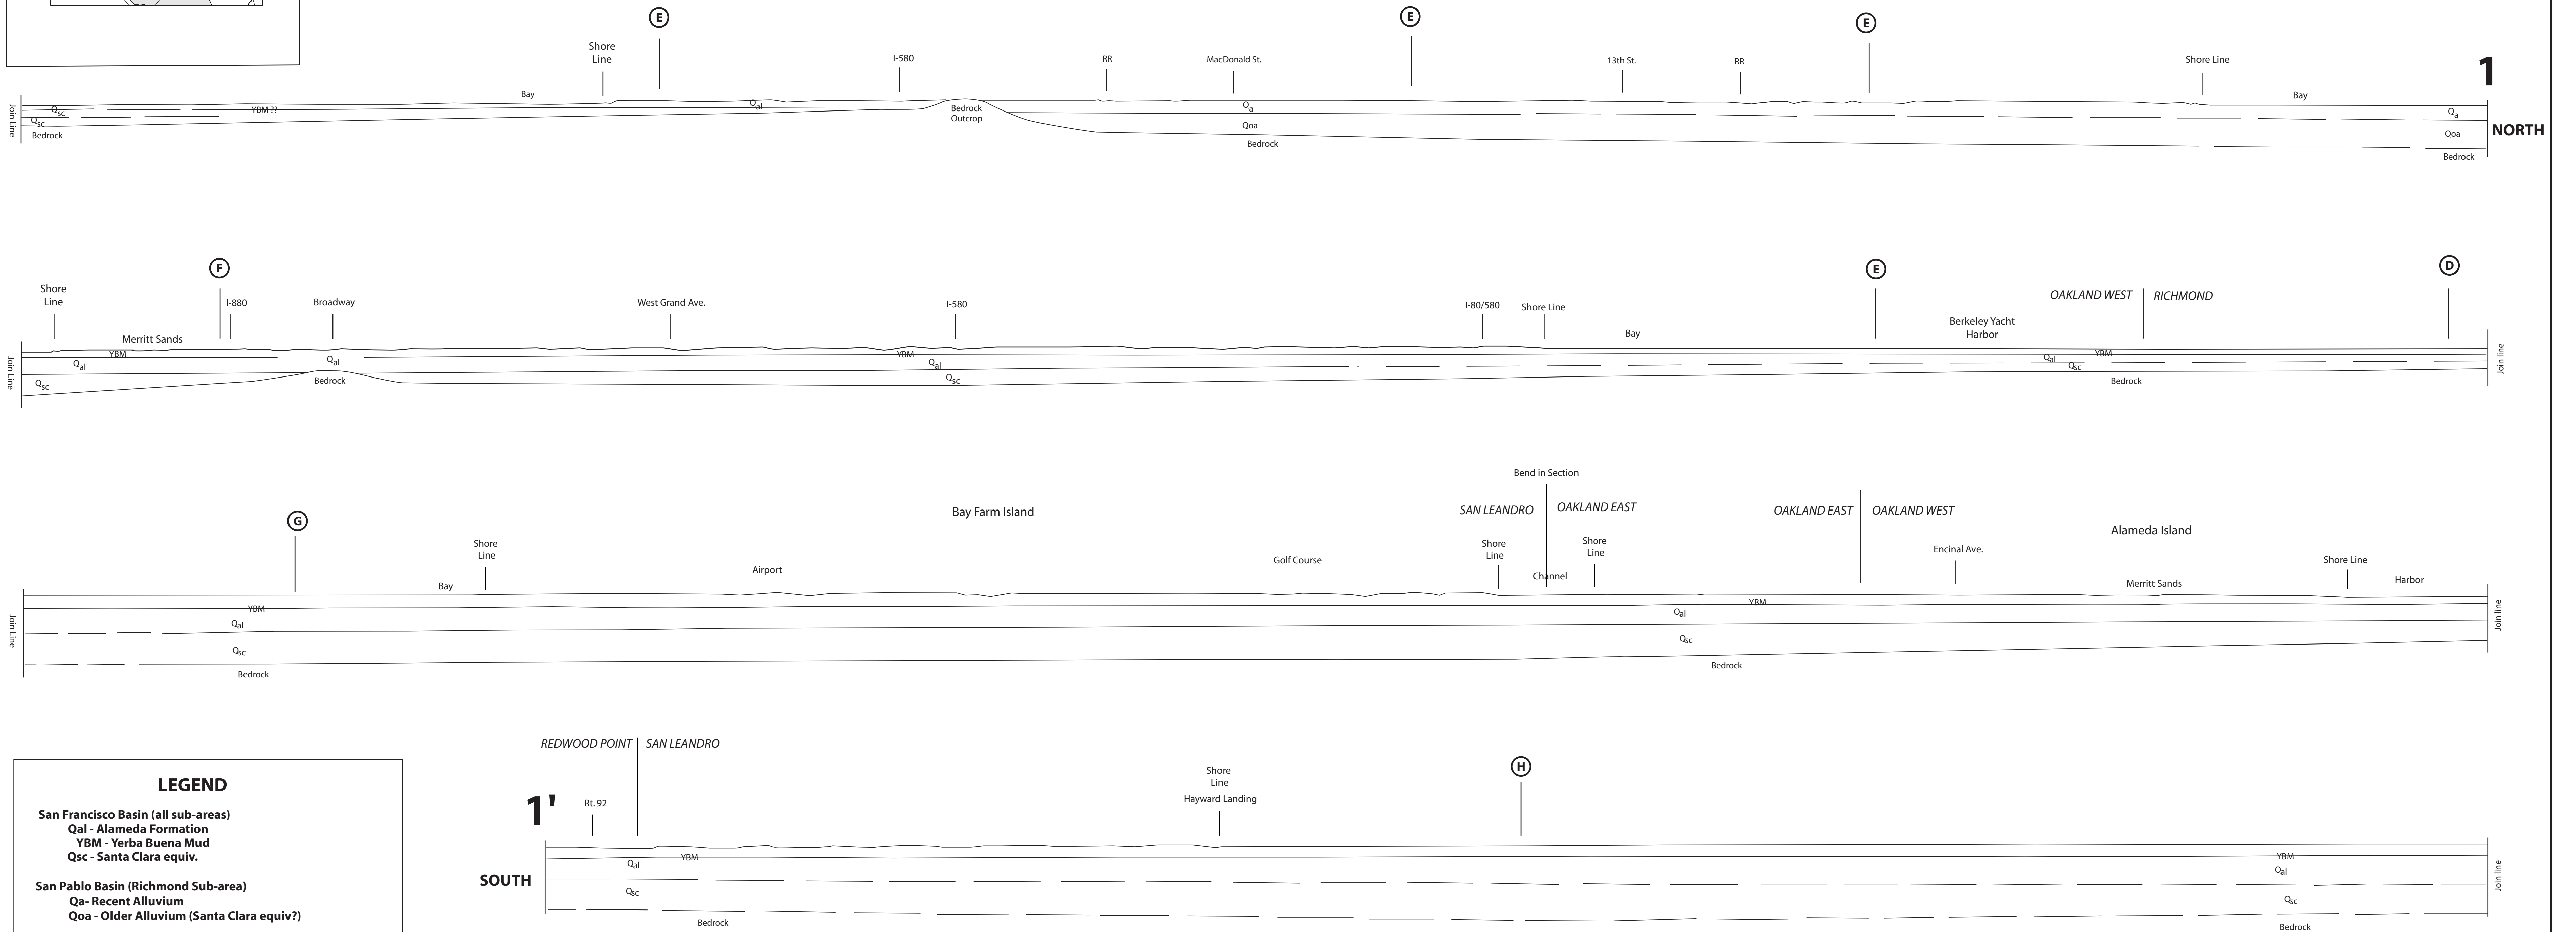 E
E
E
Shore
Line
I-580
RR
MacDonald St.
13th St.
RR
Shore Line
1
Bay
Bay
Join Line
Qsc
YBM ??
Qal
Bedrock
Outcrop
Qa
Qa
Qsc
Qoa
Qoa
NORTH
Bedrock
Bedrock
Bedrock
F
E
D
Shore
Line
I-880
Broadway
West Grand Ave.
I-580
I-80/580
Shore Line
OAKLAND WEST
RICHMOND
Berkeley Yacht
Harbor
Bay
Merritt Sands
Join Line
YBM
Qal
Qal
YBM
Qal
Qal
YBM
Qsc
Join line
Qsc
Bedrock
Qsc
Bedrock
Bend in Section
G
Bay Farm Island
SAN LEANDRO
OAKLAND EAST
OAKLAND EAST
OAKLAND WEST
Alameda Island
Shore
Line
Shore
Line
Shore
Line
Encinal Ave.
Golf Course
Shore Line
Airport
Channel
Bay
Merritt Sands
Harbor
Join Line
YBM
YBM
Qal
Qal
Join line
Qsc
Qsc
Bedrock
Bedrock
REDWOOD POINT
SAN LEANDRO
H
Shore
Line
Hayward Landing
1'
Rt. 92
YBM
YBM
Qal
Qal
SOUTH
Qsc
Qsc
Join line
Bedrock
Bedrock
LEGEND
San Francisco Basin (all sub-areas)
Qal - Alameda Formation
YBM - Yerba Buena Mud
Qsc - Santa Clara equiv.
San Pablo Basin (Richmond Sub-area)
Qa- Recent Alluvium
Qoa - Older Alluvium (Santa Clara equiv?)